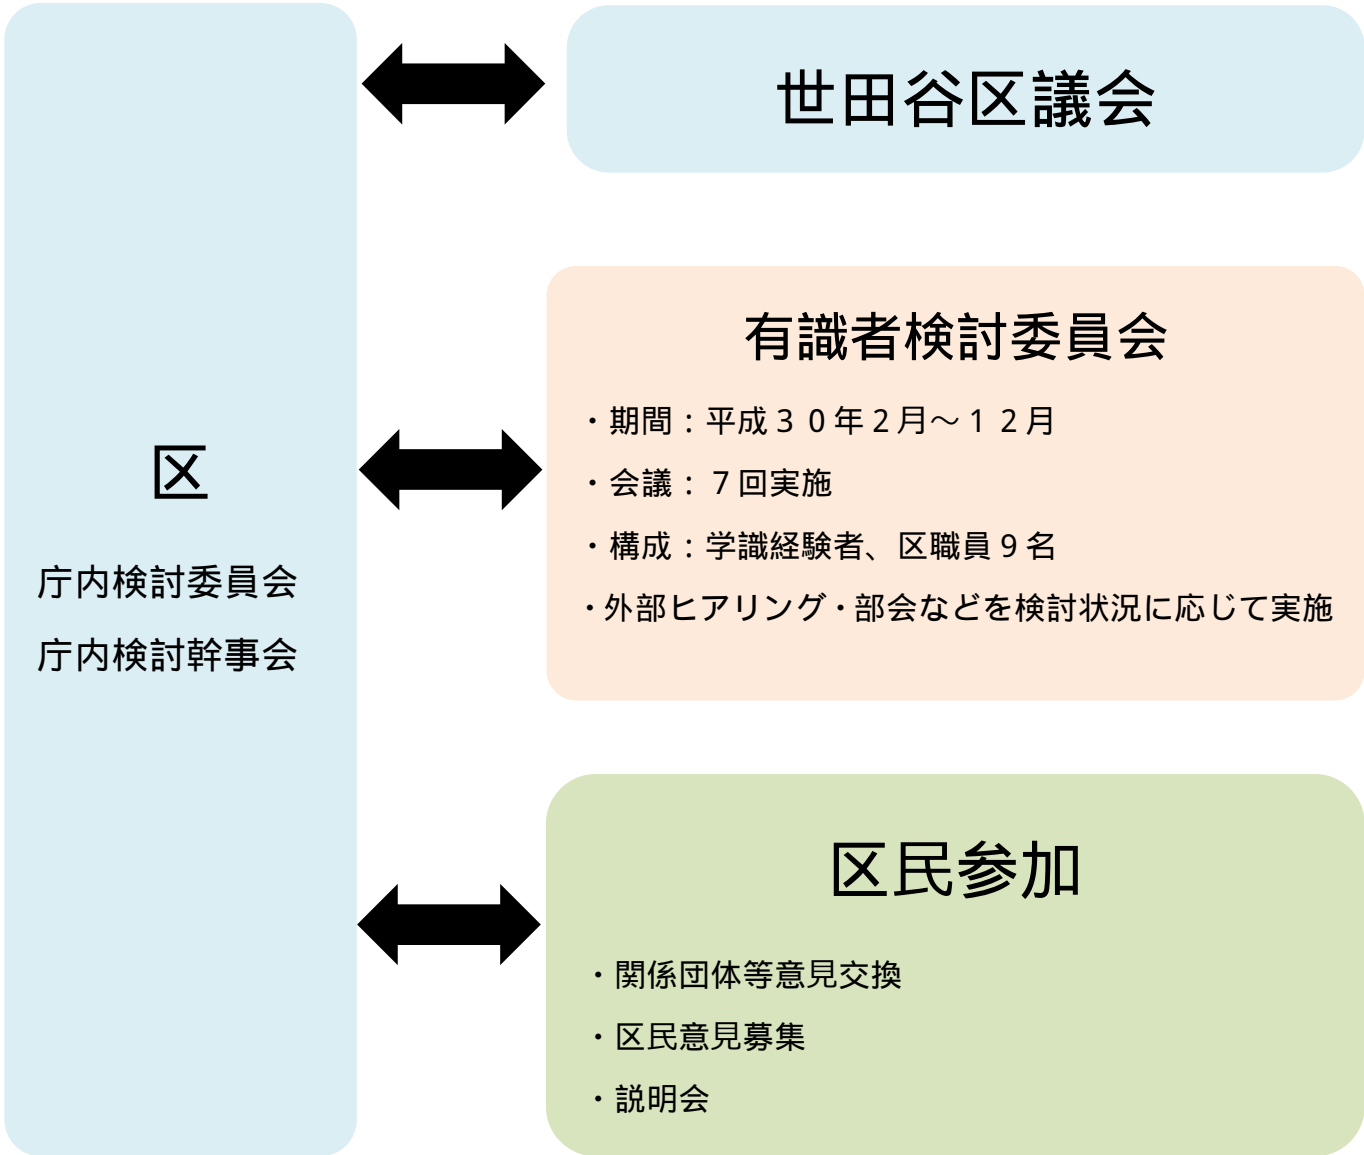 区
庁内検討委員会
庁内検討幹事会
世田谷区議会
有識者検討委員会
・期間：平成３０年２月～１２月
・会議：７回実施
・構成：学識経験者、区職員９名
・外部ヒアリング・部会などを検討状況に応じて実施
区民参加
・関係団体等意見交換
・区民意見募集
・説明会